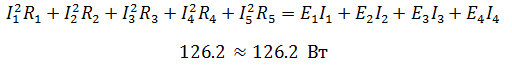 I₁²R₁ + I₂²R₂ + I₃²R₃ + I₄²R₄ + I₅²R₅ = E₁I₁ + E₂I₂ + E₃I₃ + E₄I₄
126.2 ≈ 126.2 Вт